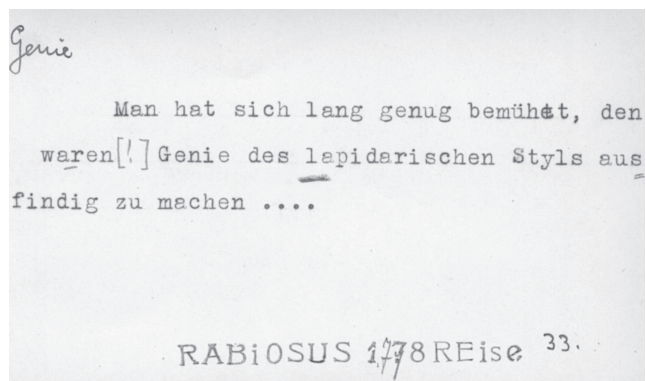 Genie
Man hat sich lang genug bemühet, den
waren[!] Genie des lapidarischen Styls aus
findig zu machen ....
RABiOSUS 1778 REise 33.